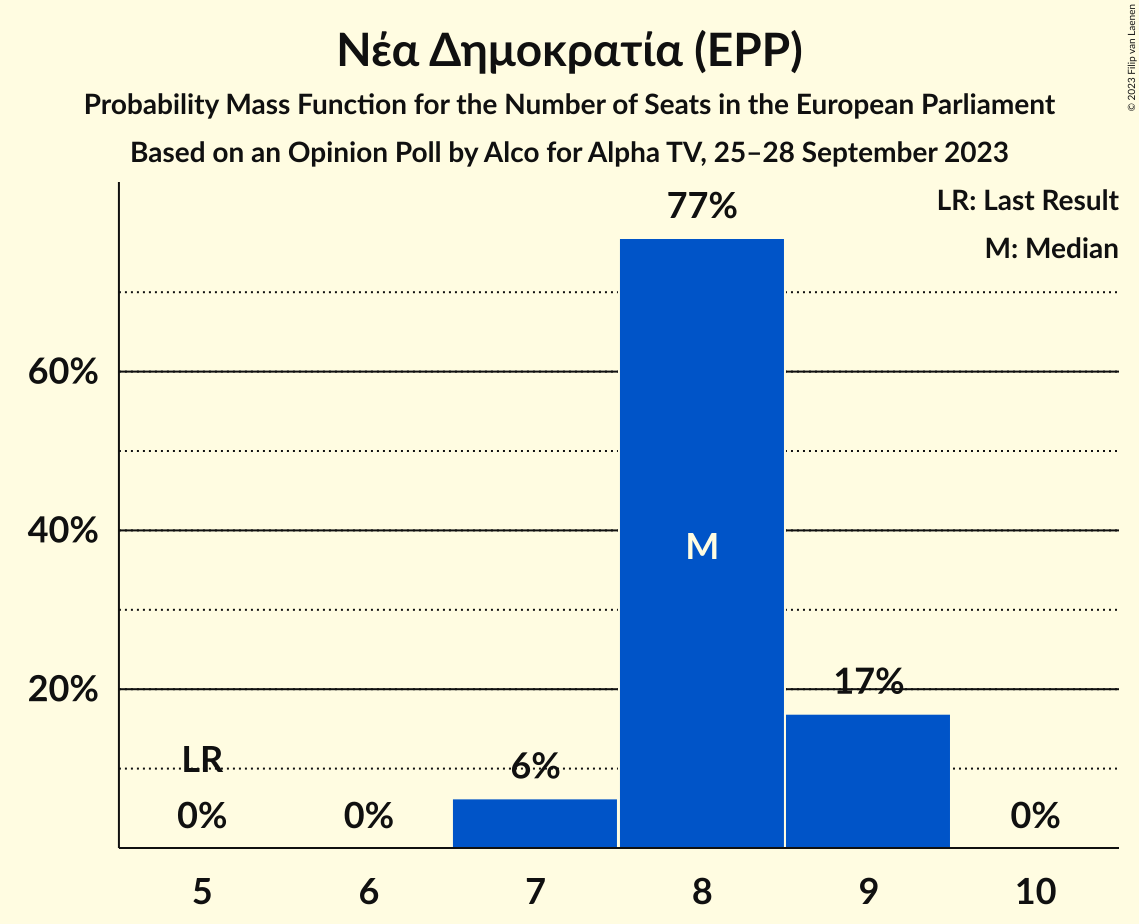 Νέα Δημοκρατία (EPP)
Probability Mass Function for the Number of Seats in the European Parliament
Based on an Opinion Poll by Alco for Alpha TV, 25–28 September 2023
© 2023 Filip van Laenen
LR: Last Result
M: Median
77%
60%
40%
M
20%
17%
LR
6%
0%
0%
0%
5
6
7
8
9
10